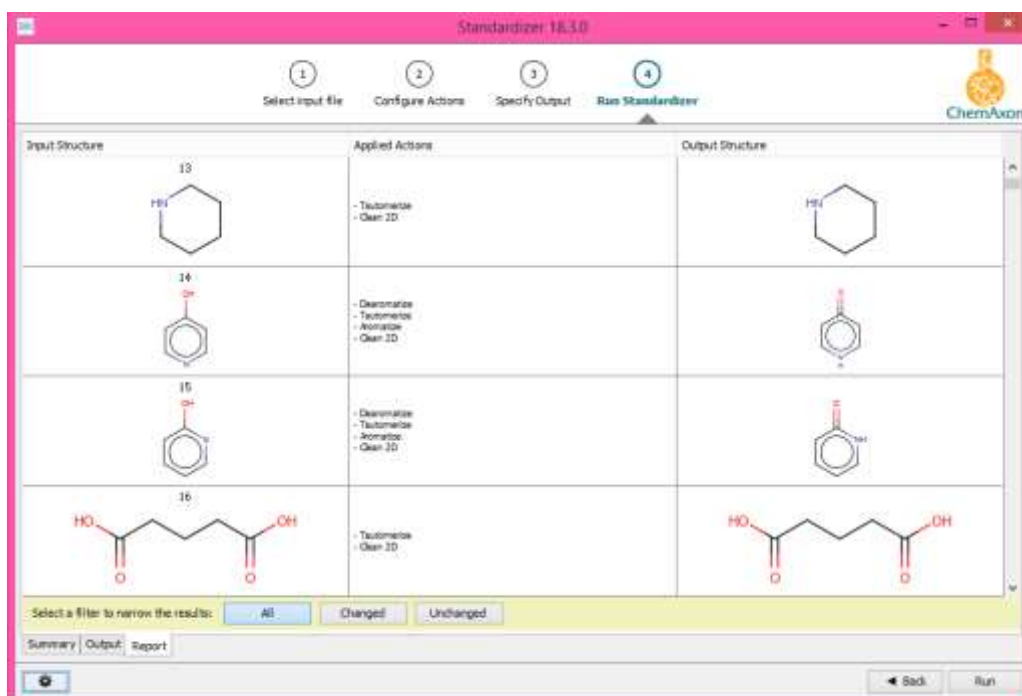 Standardizer 18.3.0
1 2 3 4
Select input file Configure Actions Specify Output Run Standardizer
ChemAxon
Input Structure Applied Actions Output Structure
13
HN
- Tautomerize
- Clean 2D
HN
14
OH
N
- Dearomatize
- Tautomerize
- Aromatize
- Clean 2D
O
N
H
15
OH
N
- Dearomatize
- Tautomerize
- Aromatize
- Clean 2D
O
NH
16
HO OH
O O
- Tautomerize
- Clean 2D
HO OH
O O
Select a filter to narrow the results: All Changed Unchanged
Summary Output Report
Back Run